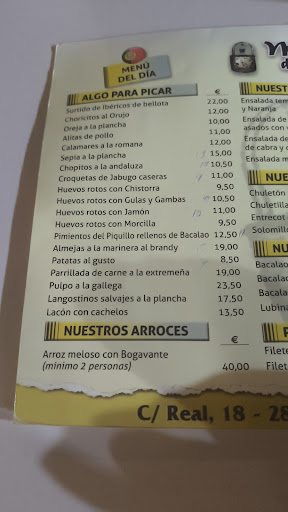 MENÚ
DEL DÍA
ALGO PARA PICAR €
Surtido de Ibéricos de bellota 22,00
Choricitos al Orujo 12,00
Oreja a la plancha 10,00
Alitas de pollo 11,00
Calamares a la romana 12,00
Sepia a la plancha 15,00
Chopitos a la andaluza 10,50
Croquetas de Jabugo caseras 11,00
Huevos rotos con Chistorra 9,50
Huevos rotos con Gulas y Gambas 10,50
Huevos rotos con Jamón 11,00
Huevos rotos con Morcilla 9,50
Pimientos del Piquillo rellenos de Bacalao 12,50
Almejas a la marinera al brandy 19,00
Patatas al gusto 8,50
Parrillada de carne a la extremeña 19,00
Pulpo a la gallega 23,50
Langostinos salvajes a la plancha 17,50
Lacón con cachelos 13,50
NUESTROS ARROCES €
Arroz meloso con Bogavante
(mínimo 2 personas) 40,00
NUEST
Ensalada tem
y Naranja
Ensalada de
asados con v
Ensalada de
de cabra y c
Ensalada m
NUE
Chuletón
Chuletilla
Entrecot
Solomillo
NU
Bacalao
Bacalao
Lubina
Filete
Filete
C/ Real, 18 - 28